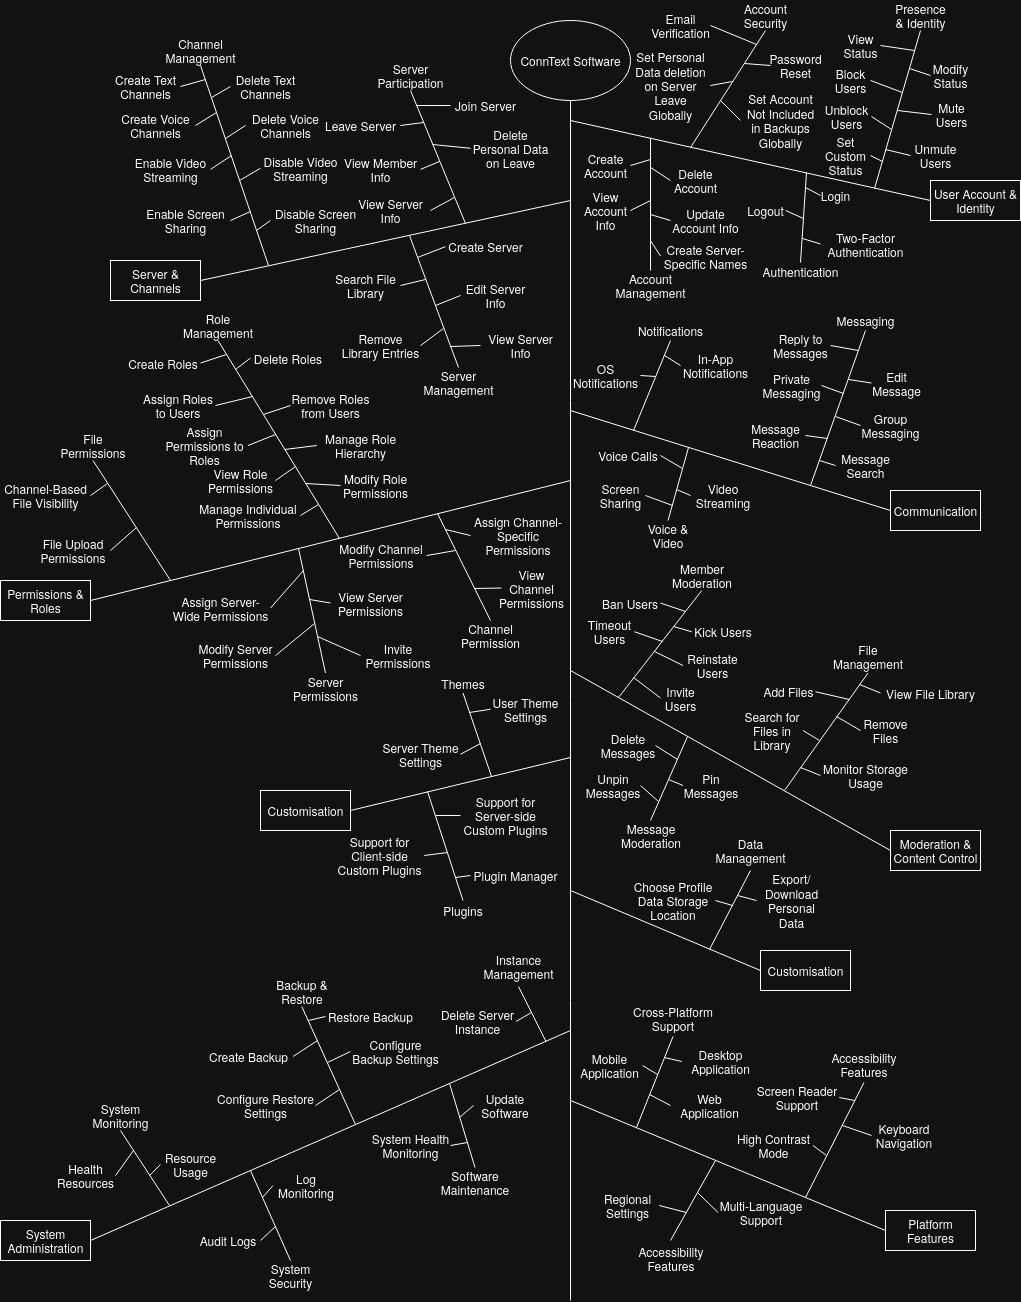 ConnText Software
Email
Verification
Account
Security
Set Personal
Data deletion
on Server
Leave
Globally
Password
Reset
Set Account
Not Included
in Backups
Globally
Presence
& Identity
View
Status
Modify
Status
Block
Users
Mute
Users
Unblock
Users
Set
Custom
Status
Unmute
Users
User Account &
Identity
Create
Account
Delete
Account
View
Account
Info
Update
Account Info
Create Server-
Specific Names
Account
Management
Login
Logout
Two-Factor
Authentication
Authentication
Channel
Management
Create Text
Channels
Delete Text
Channels
Create Voice
Channels
Delete Voice
Channels
Enable Video
Streaming
Disable Video
Streaming
Enable Screen
Sharing
Disable Screen
Sharing
Server
Participation
Join Server
Leave Server
Delete
Personal Data
on Leave
View Member
Info
View Server
Info
Server &
Channels
Create Server
Search File
Library
Edit Server
Info
Remove
Library Entries
View Server
Info
Server
Management
Notifications
OS
Notifications
In-App
Notifications
Messaging
Reply to
Messages
Private
Messaging
Edit
Message
Group
Messaging
Message
Reaction
Message
Search
Voice Calls
Screen
Sharing
Video
Streaming
Voice &
Video
Communication
Role
Management
Create Roles
Delete Roles
Assign Roles
to Users
Remove Roles
from Users
Assign
Permissions to
Roles
Manage Role
Hierarchy
View Role
Permissions
Modify Role
Permissions
Manage Individual
Permissions
File
Permissions
Channel-Based
File Visibility
File Upload
Permissions
Permissions &
Roles
Assign Server-
Wide Permissions
View Server
Permissions
Modify Server
Permissions
Invite
Permissions
Server
Permissions
Assign Channel-
Specific
Permissions
Modify Channel
Permissions
View
Channel
Permissions
Channel
Permission
Member
Moderation
Ban Users
Timeout
Users
Kick Users
Reinstate
Users
Invite
Users
File
Management
Add Files
View File Library
Search for
Files in
Library
Remove
Files
Monitor Storage
Usage
Delete
Messages
Unpin
Messages
Pin
Messages
Message
Moderation
Moderation &
Content Control
Themes
User Theme
Settings
Server Theme
Settings
Customisation
Support for
Server-side
Custom Plugins
Support for
Client-side
Custom Plugins
Plugin Manager
Plugins
Data
Management
Choose Profile
Data Storage
Location
Export/
Download
Personal
Data
Customisation
Instance
Management
Delete Server
Instance
Backup &
Restore
Restore Backup
Create Backup
Configure
Backup Settings
Configure Restore
Settings
System
Monitoring
Health
Resources
Resource
Usage
Update
Software
System Health
Monitoring
Software
Maintenance
Log
Monitoring
Audit Logs
System
Security
System
Administration
Cross-Platform
Support
Mobile
Application
Desktop
Application
Web
Application
Accessibility
Features
Screen Reader
Support
Keyboard
Navigation
High Contrast
Mode
Regional
Settings
Multi-Language
Support
Accessibility
Features
Platform
Features